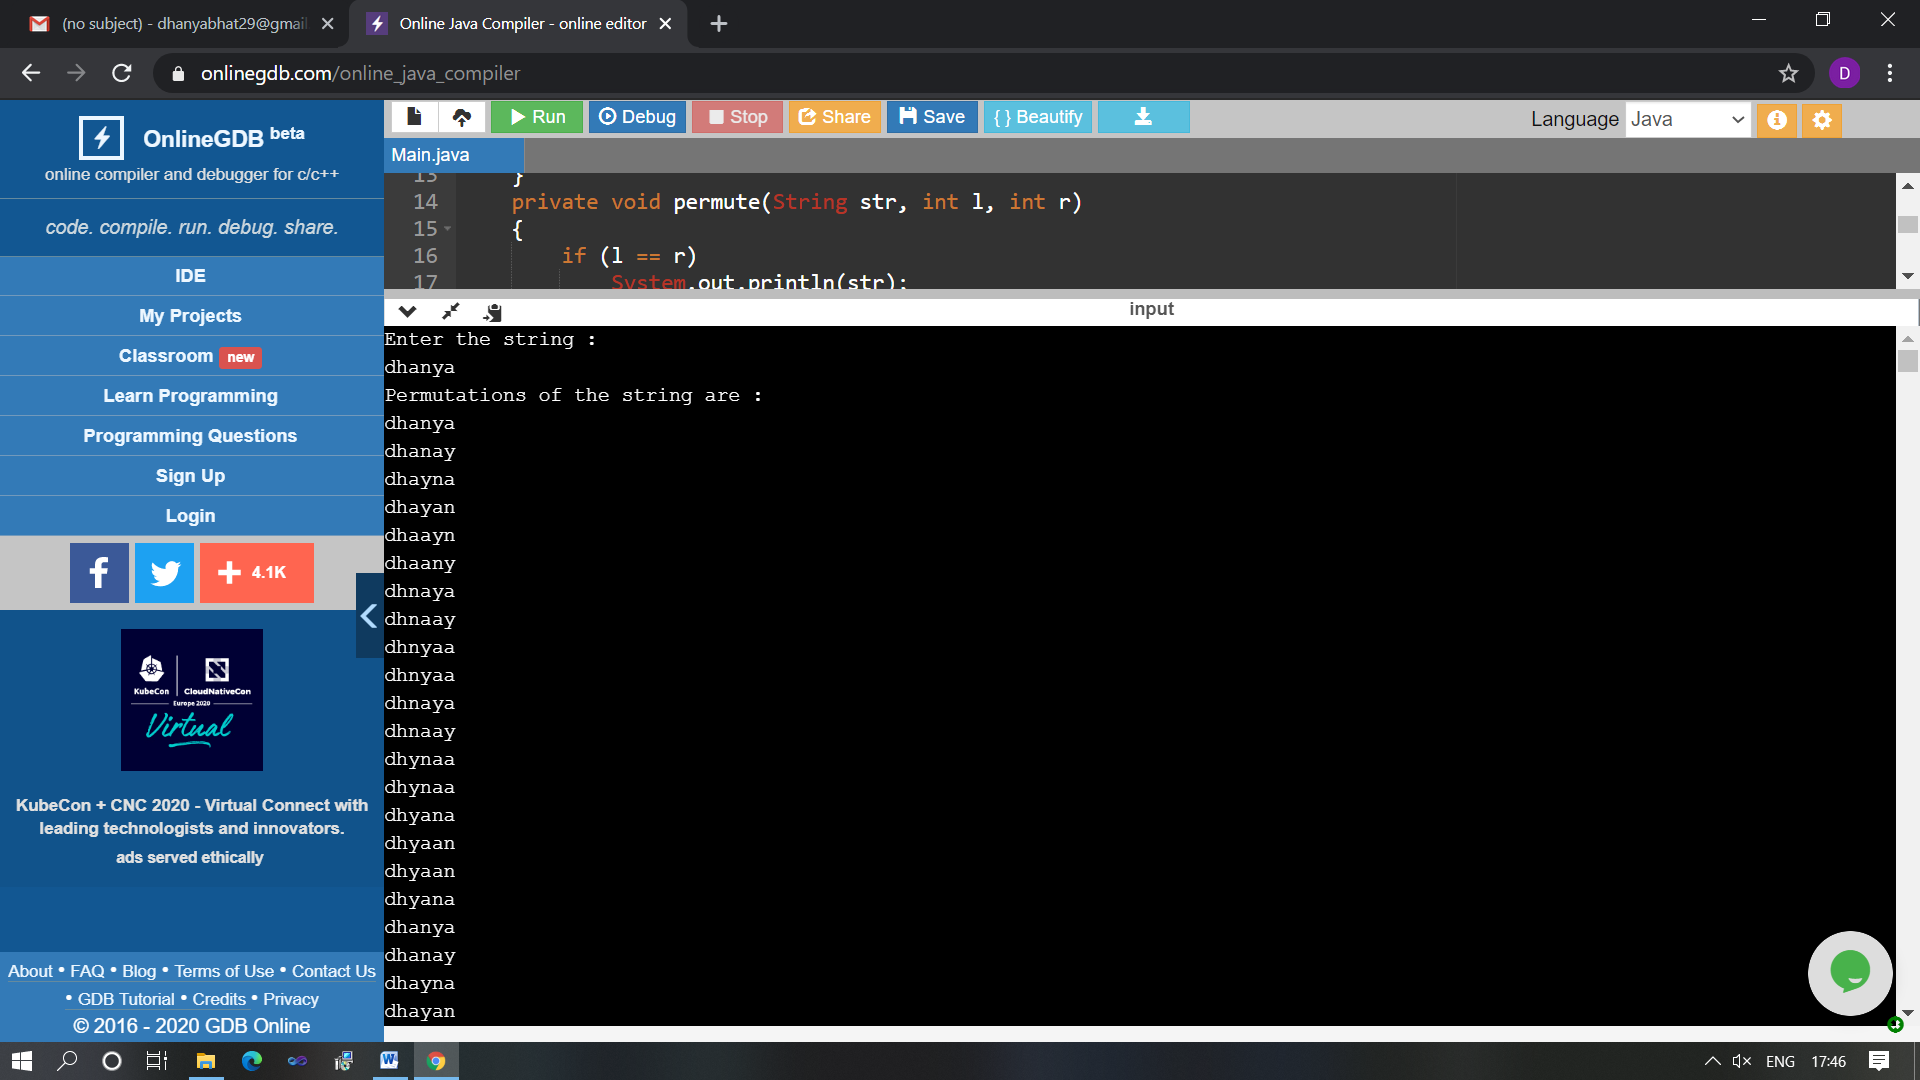 (no subject) - dhanyabhat29@gmai
Online Java Compiler - online editor
onlinegdb.com/online_java_compiler
D
OnlineGDB beta
online compiler and debugger for c/c++
code. compile. run. debug. share.
IDE
My Projects
Classroom new
Learn Programming
Programming Questions
Sign Up
Login
4.1K
KubeCon CloudNativeCon
Europe 2020
Virtual
KubeCon + CNC 2020 - Virtual Connect with
leading technologists and innovators.
ads served ethically
About • FAQ • Blog • Terms of Use • Contact Us
• GDB Tutorial • Credits • Privacy
© 2016 - 2020 GDB Online
Run Debug Stop Share Save { } Beautify
Language Java
Main.java
13 }
14 private void permute(String str, int l, int r)
15 {
16 if (l == r)
17 System.out.println(str);
input
Enter the string :
dhanya
Permutations of the string are :
dhanya
dhanay
dhayna
dhayan
dhaayn
dhaany
dhnaya
dhnaay
dhnyaa
dhnyaa
dhnaya
dhnaay
dhynaa
dhynaa
dhyana
dhyaan
dhyaan
dhyana
dhanya
dhanay
dhayna
dhayan
ENG 17:46